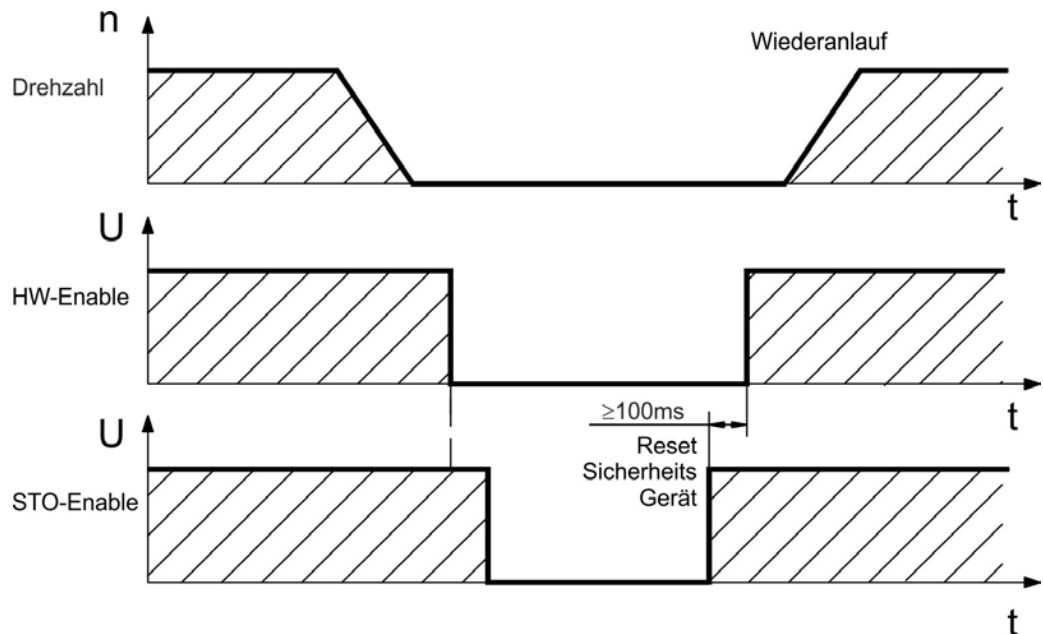 n
Wiederanlauf
Drehzahl
t
U
HW-Enable
t
≥100ms
U
Reset
Sicherheits
Gerät
STO-Enable
t